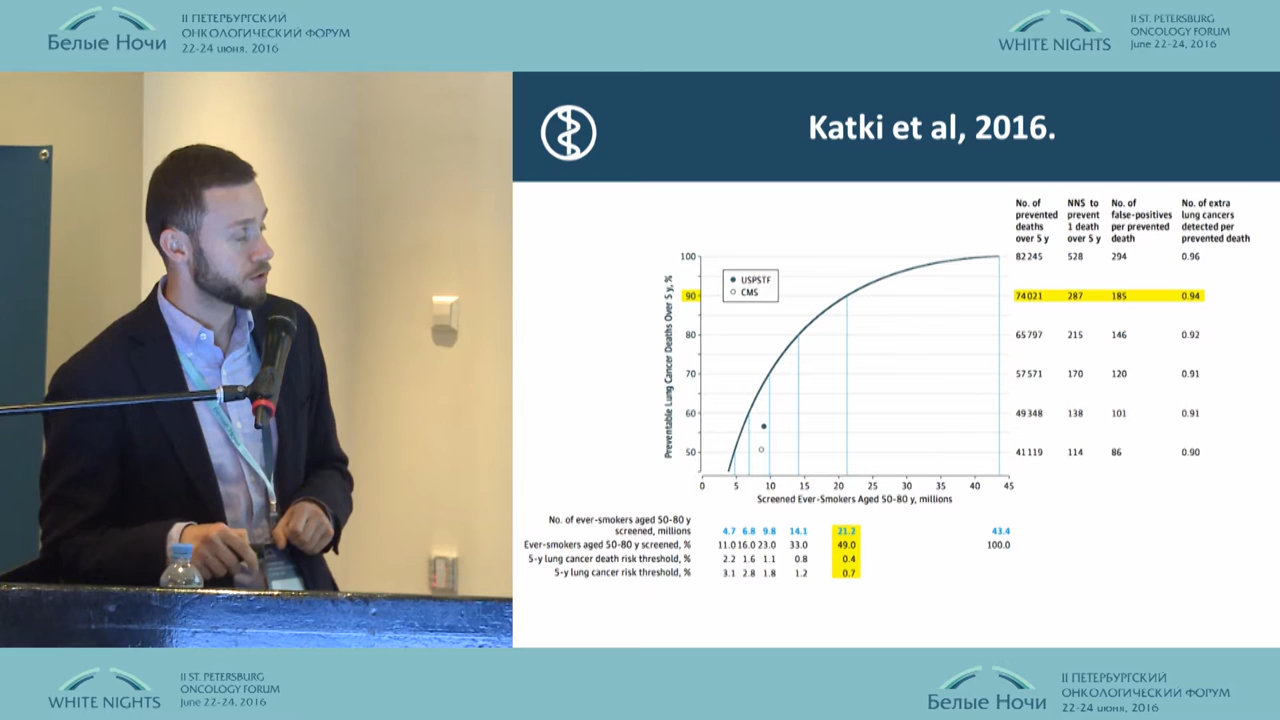 II ПЕТЕРБУРГСКИЙ
ОНКОЛОГИЧЕСКИЙ ФОРУМ
Белые Ночи
22-24 июня, 2016
II ST. PETERSBURG
ONCOLOGY FORUM
WHITE NIGHTS
June 22-24, 2016
Katki et al, 2016.
No. of prevented deaths over 5 y
NNS to prevent 1 death over 5 y
No. of false-positives per prevented death
No. of extra lung cancers detected per prevented death
82 245 528 294 0.96
74 021 287 185 0.94
65 797 215 146 0.92
57 571 170 120 0.91
49 348 138 101 0.91
41 119 114 86 0.90
Preventable Lung Cancer Deaths Over 5 y, %
100
90
80
70
60
50
USPSTF
CMS
0 5 10 15 20 25 30 35 40 45
Screened Ever-Smokers Aged 50-80 y, millions
No. of ever-smokers aged 50-80 y
screened, millions 4.7 6.8 9.8 14.1 21.2 43.4
Ever-smokers aged 50-80 y screened, % 11.0 16.0 23.0 33.0 49.0 100.0
5-y lung cancer death risk threshold, % 2.2 1.6 1.1 0.8 0.4
5-y lung cancer risk threshold, % 3.1 2.8 1.8 1.2 0.7
II ST. PETERSBURG
ONCOLOGY FORUM
WHITE NIGHTS
June 22-24, 2016
II ПЕТЕРБУРГСКИЙ
ОНКОЛОГИЧЕСКИЙ ФОРУМ
Белые Ночи
22-24 июня, 2016